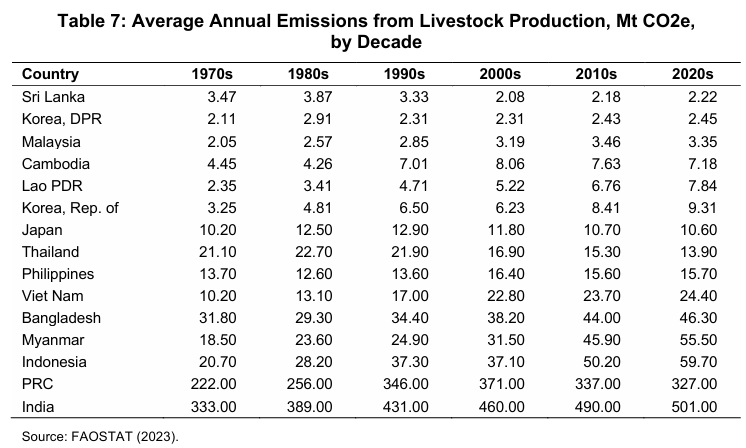 Table 7: Average Annual Emissions from Livestock Production, Mt CO2e,
by Decade
Country 1970s 1980s 1990s 2000s 2010s 2020s
Sri Lanka 3.47 3.87 3.33 2.08 2.18 2.22
Korea, DPR 2.11 2.91 2.31 2.31 2.43 2.45
Malaysia 2.05 2.57 2.85 3.19 3.46 3.35
Cambodia 4.45 4.26 7.01 8.06 7.63 7.18
Lao PDR 2.35 3.41 4.71 5.22 6.76 7.84
Korea, Rep. of 3.25 4.81 6.50 6.23 8.41 9.31
Japan 10.20 12.50 12.90 11.80 10.70 10.60
Thailand 21.10 22.70 21.90 16.90 15.30 13.90
Philippines 13.70 12.60 13.60 16.40 15.60 15.70
Viet Nam 10.20 13.10 17.00 22.80 23.70 24.40
Bangladesh 31.80 29.30 34.40 38.20 44.00 46.30
Myanmar 18.50 23.60 24.90 31.50 45.90 55.50
Indonesia 20.70 28.20 37.30 37.10 50.20 59.70
PRC 222.00 256.00 346.00 371.00 337.00 327.00
India 333.00 389.00 431.00 460.00 490.00 501.00
Source: FAOSTAT (2023).